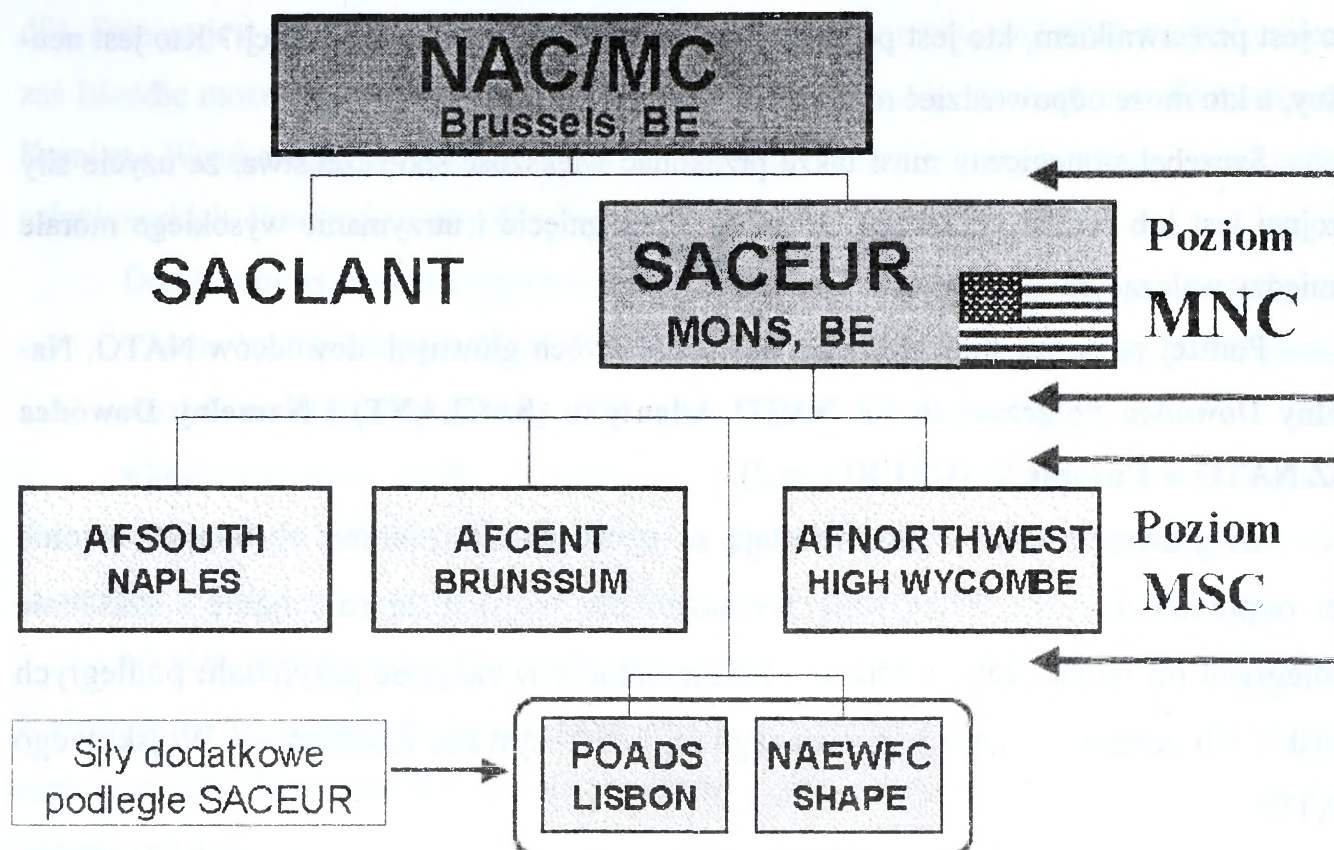 NAC/MC
Brussels, BE
SACLANT
SACEUR
MONS, BE
Poziom
MNC
AFSOUTH
NAPLES
AFCENT
BRUNSSUM
AFNORTHWEST
HIGH WYCOMBE
Poziom
MSC
Siły dodatkowe
podległe SACEUR
POADS
LISBON
NAEWFC
SHAPE